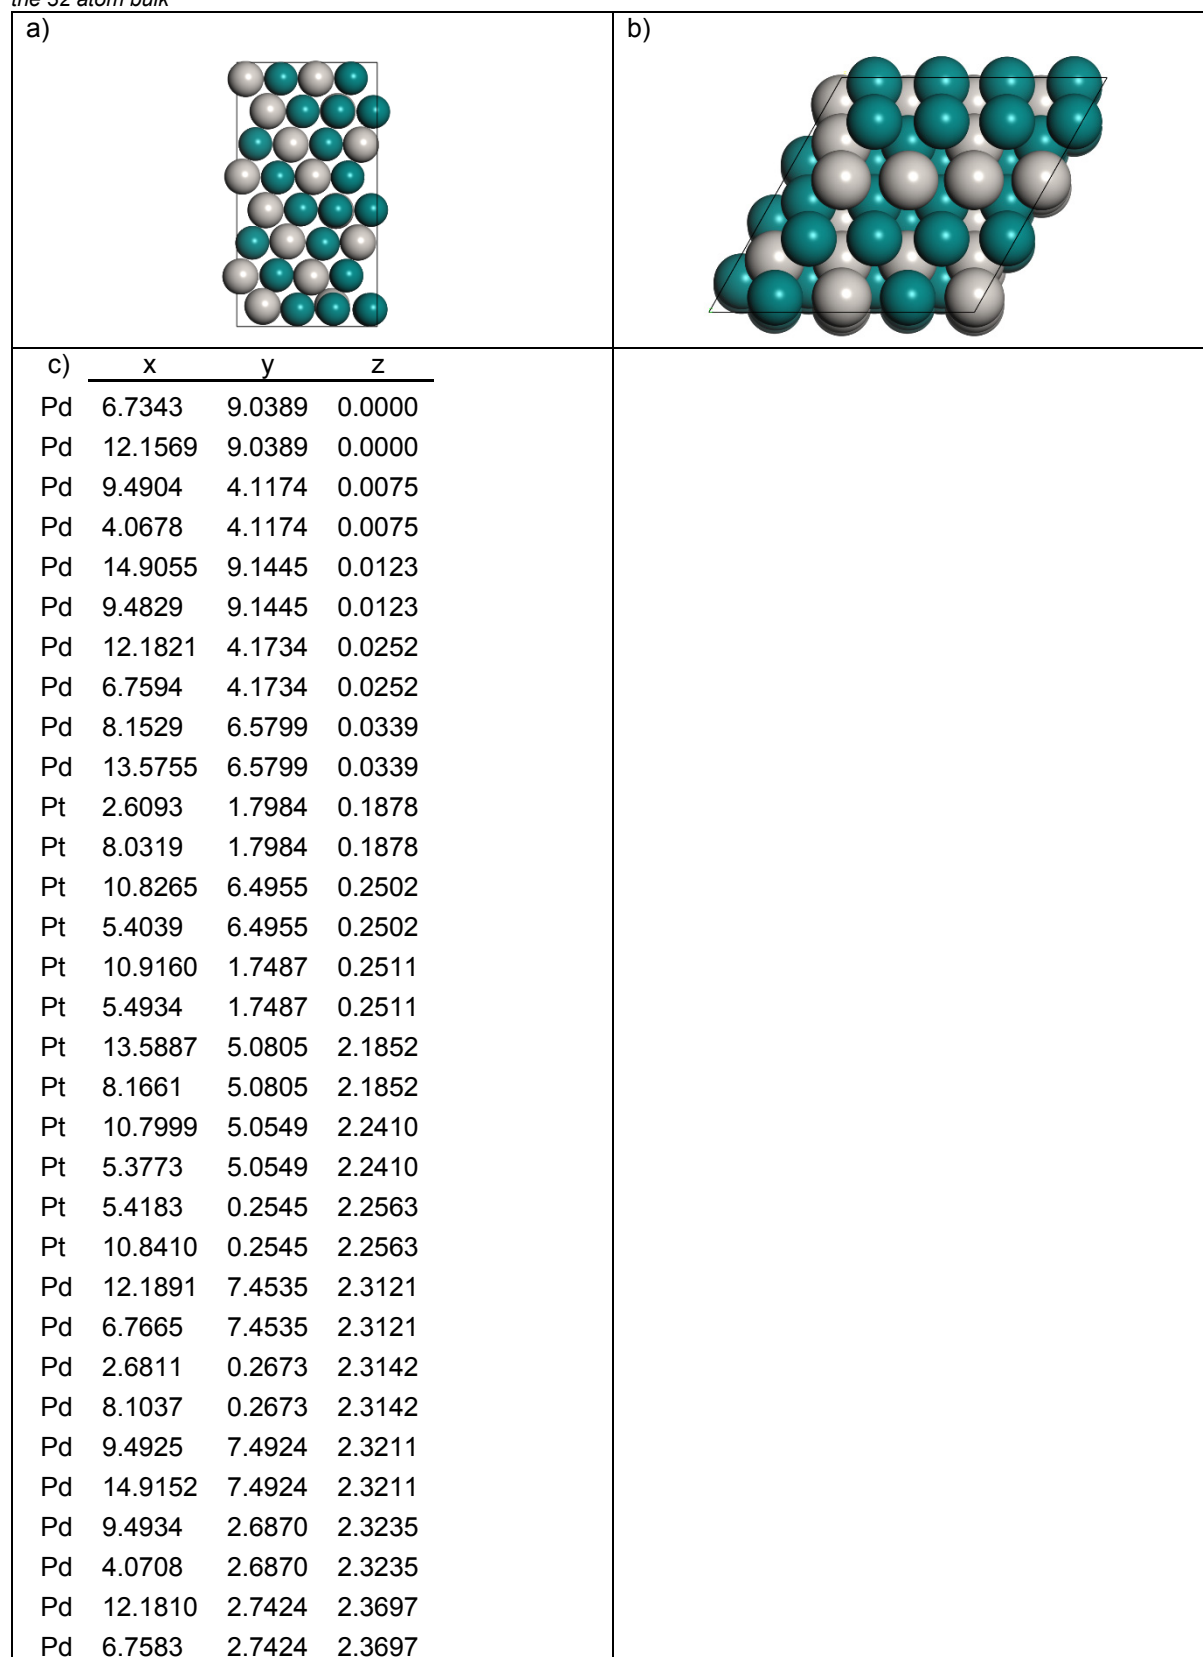 the 32 atom bulk
a) b)
c) x y z
Pd 6.7343 9.0389 0.0000
Pd 12.1569 9.0389 0.0000
Pd 9.4904 4.1174 0.0075
Pd 4.0678 4.1174 0.0075
Pd 14.9055 9.1445 0.0123
Pd 9.4829 9.1445 0.0123
Pd 12.1821 4.1734 0.0252
Pd 6.7594 4.1734 0.0252
Pd 8.1529 6.5799 0.0339
Pd 13.5755 6.5799 0.0339
Pt 2.6093 1.7984 0.1878
Pt 8.0319 1.7984 0.1878
Pt 10.8265 6.4955 0.2502
Pt 5.4039 6.4955 0.2502
Pt 10.9160 1.7487 0.2511
Pt 5.4934 1.7487 0.2511
Pt 13.5887 5.0805 2.1852
Pt 8.1661 5.0805 2.1852
Pt 10.7999 5.0549 2.2410
Pt 5.3773 5.0549 2.2410
Pt 5.4183 0.2545 2.2563
Pt 10.8410 0.2545 2.2563
Pd 12.1891 7.4535 2.3121
Pd 6.7665 7.4535 2.3121
Pd 2.6811 0.2673 2.3142
Pd 8.1037 0.2673 2.3142
Pd 9.4925 7.4924 2.3211
Pd 14.9152 7.4924 2.3211
Pd 9.4934 2.6870 2.3235
Pd 4.0708 2.6870 2.3235
Pd 12.1810 2.7424 2.3697
Pd 6.7583 2.7424 2.3697